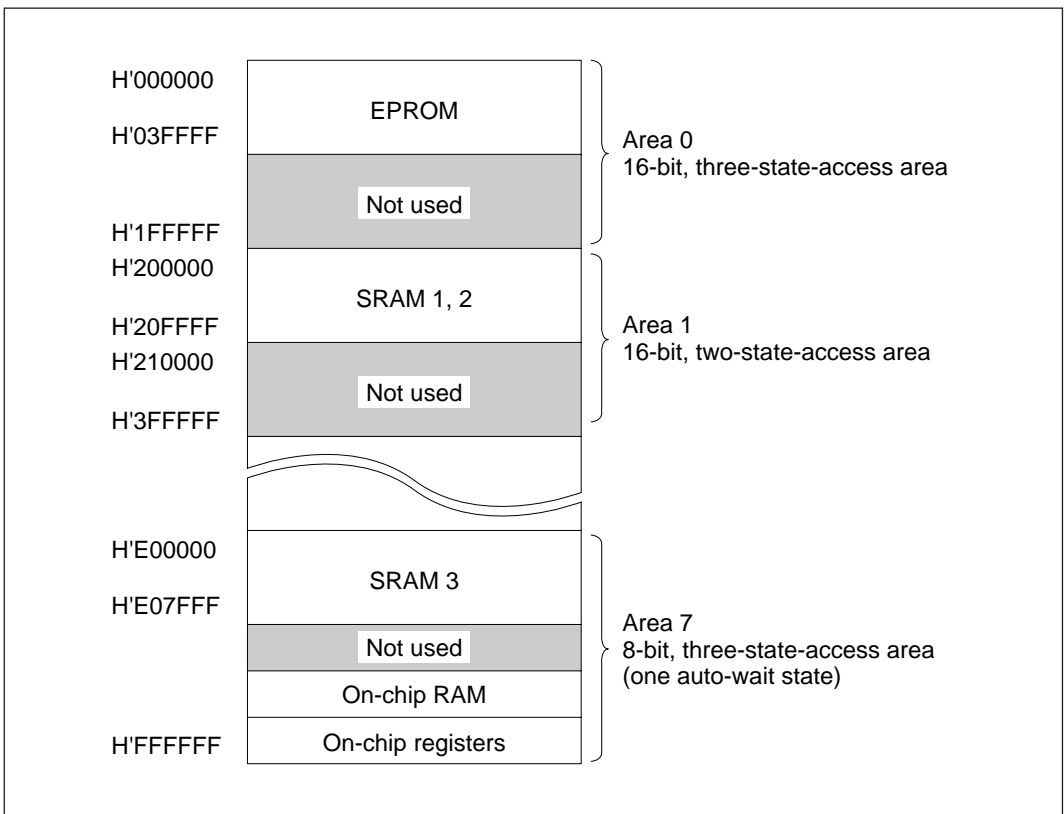 H'000000
EPROM
H'03FFFF
Area 0
16-bit, three-state-access area
Not used
H'1FFFFF
H'200000
SRAM 1, 2
H'20FFFF
Area 1
16-bit, two-state-access area
H'210000
Not used
H'3FFFFF
H'E00000
SRAM 3
H'E07FFF
Area 7
8-bit, three-state-access area
(one auto-wait state)
Not used
On-chip RAM
H'FFFFFF
On-chip registers